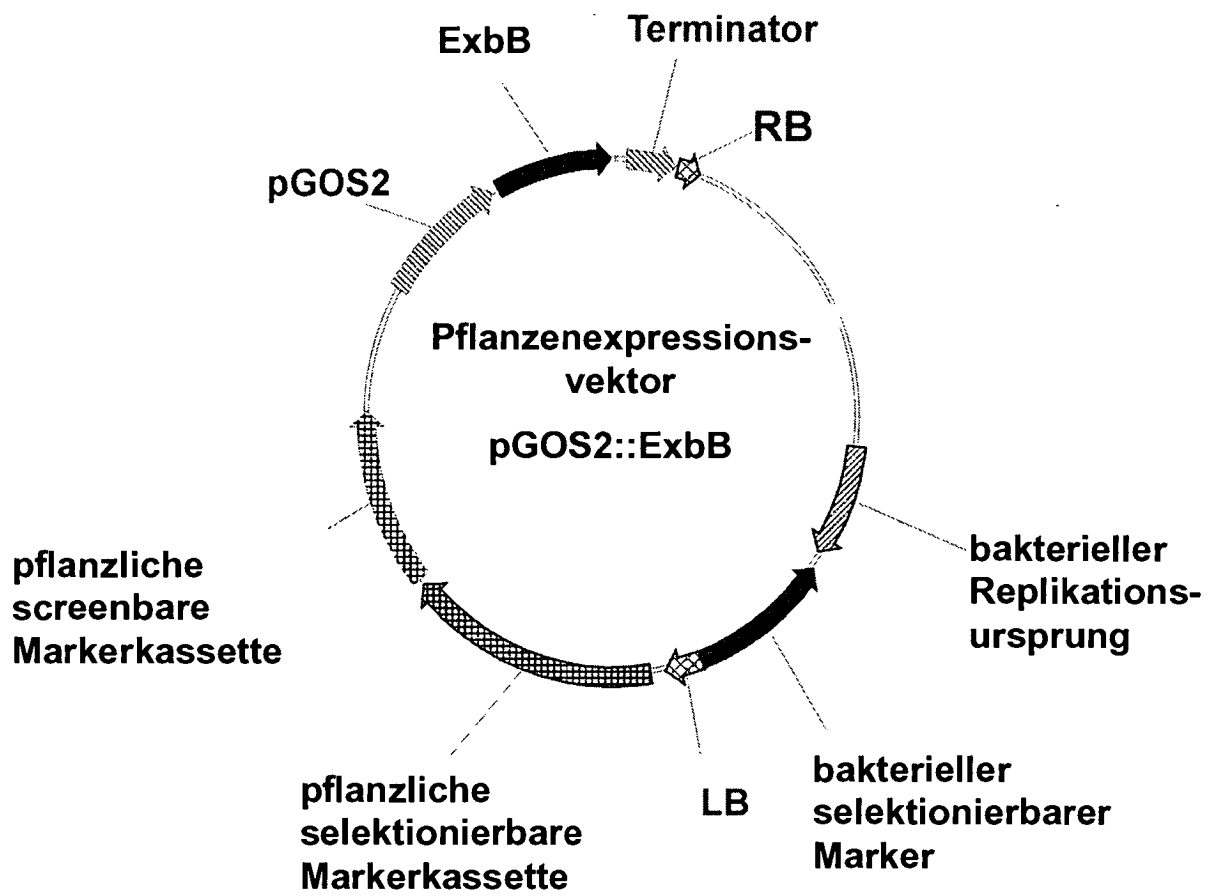 ExbB
Terminator
RB
pGOS2
Pflanzenexpressions-
vektor
pGOS2::ExbB
bakterieller
Replikations-
ursprung
pflanzliche
screenbare
Markerkassette
pflanzliche
selektionierbare
Markerkassette
LB
bakterieller
selektionierbarer
Marker